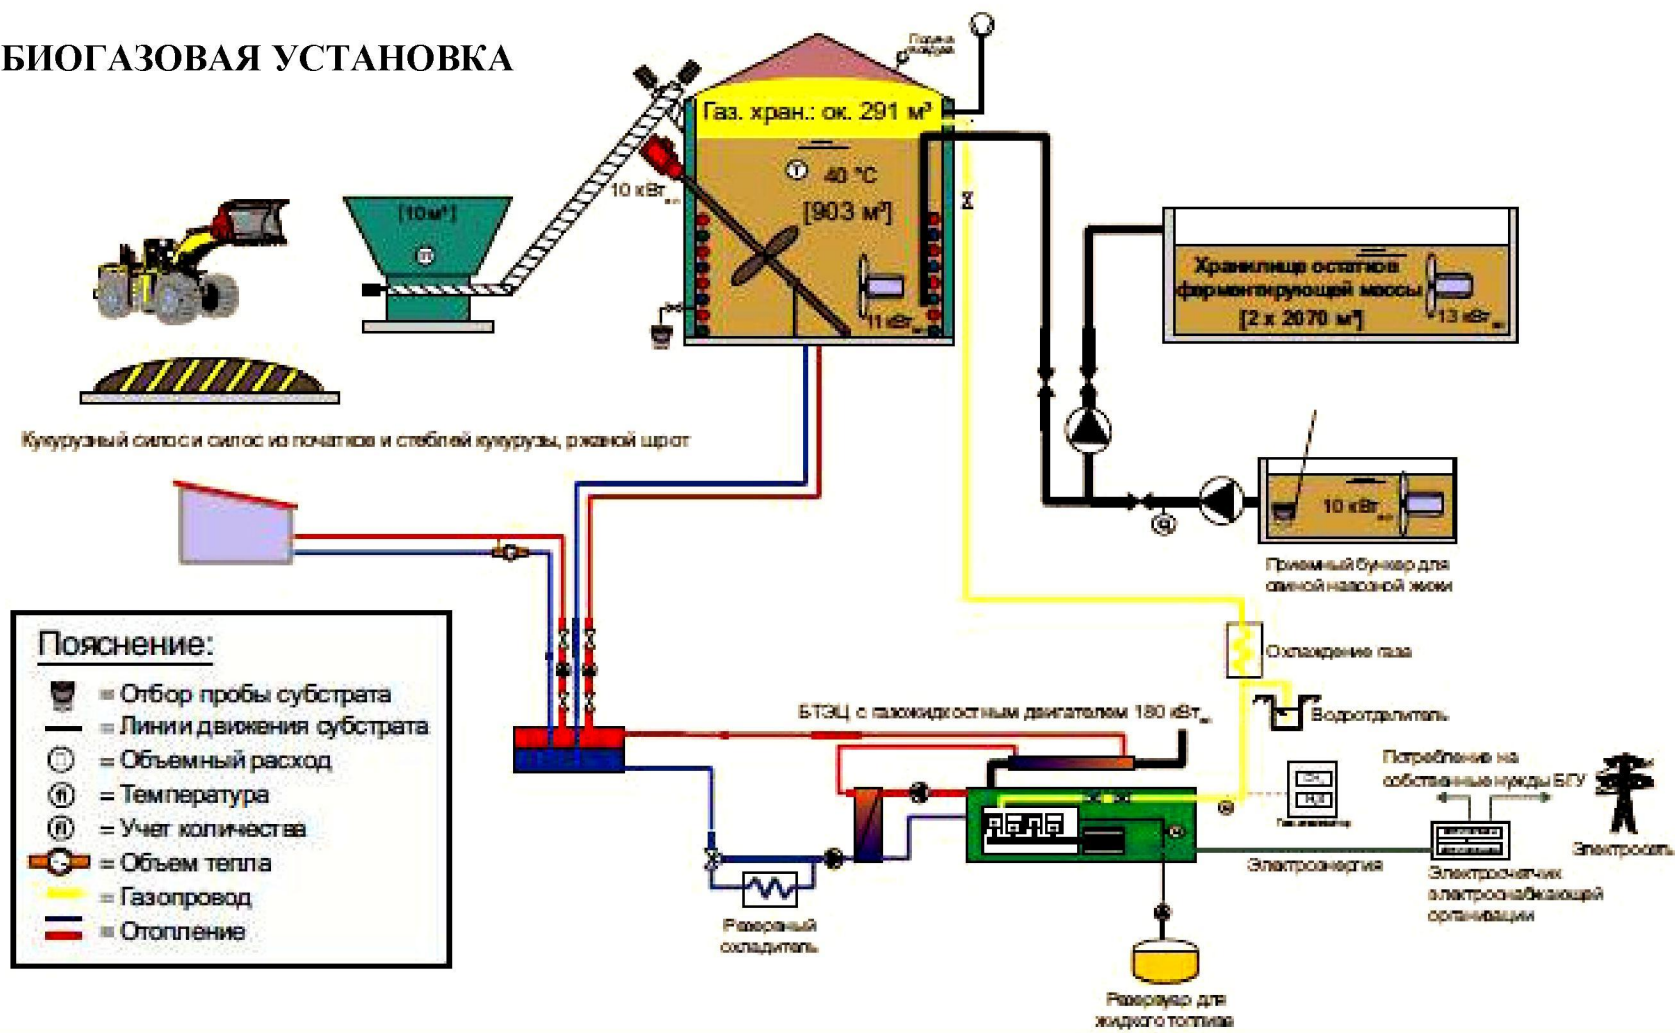 БИОГАЗОВАЯ УСТАНОВКА
Подача
воздуха
Газ. хран.: ок. 291 м³
10 кВт
T
40 °C
[903 м³]
11 кВт
[10 м³]
Хранилище остатков
ферментирующей массы
[2 x 2070 м³]
13 кВт
Кукурузный силос и силос из початков и стеблей кукурузы, ржаной шрот
10 кВт
Приемный бункер для
свиной навозной жижи
Охлаждение газа
Водоотделитель
БТЭЦ с газожидкостным двигателем 180 кВт
Потребление на
собственные нужды БГУ
Электросеть
Электроэнергия
Электросчетчик
электроснабжающей
организации
Резервный
охладитель
Резервуар для
жидкого топлива
Пояснение:
= Отбор пробы субстрата
= Линии движения субстрата
= Объемный расход
= Температура
= Учет количества
= Объем тепла
= Газопровод
= Отопление